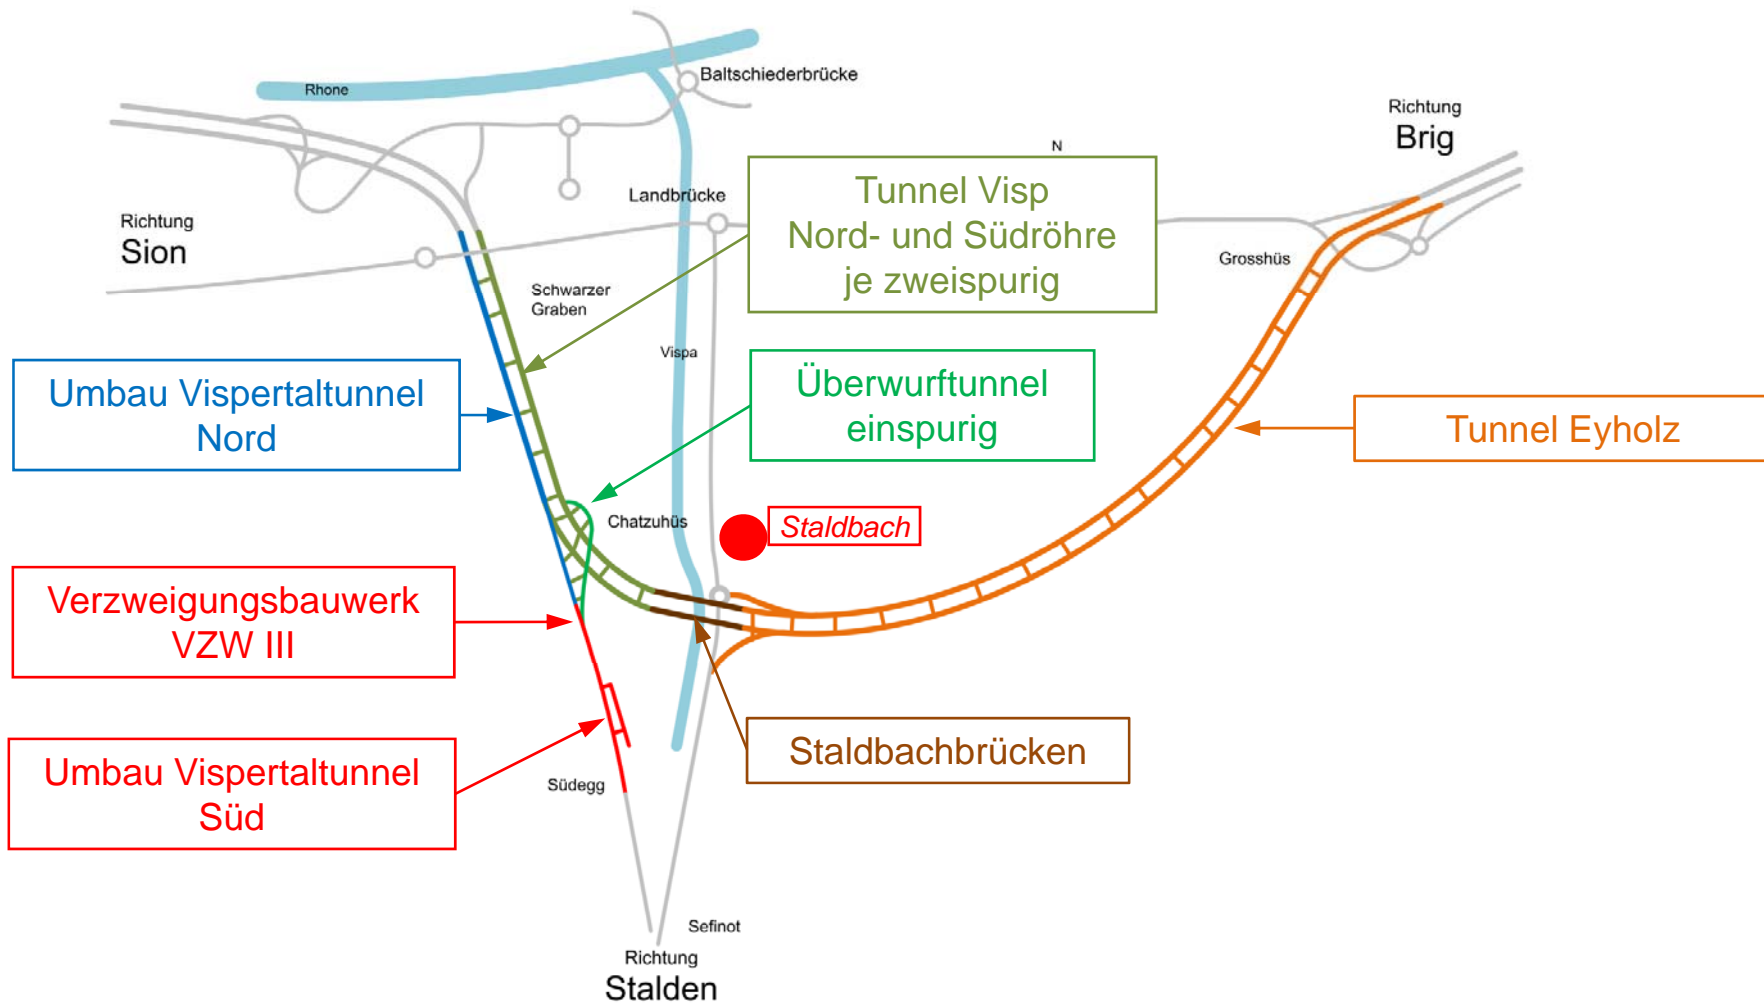 Baltschiederbrücke
Rhone
Richtung
Brig
N
Tunnel Visp
Nord- und Südröhre
je zweispurig
Landbrücke
Richtung
Sion
Grosshüs
Schwarzer
Graben
Vispa
Umbau Vispertaltunnel
Nord
Überwurftunnel
einspurig
Tunnel Eyholz
Chatzuhüs
Staldbach
Verzweigungsbauwerk
VZW III
Staldbachbrücken
Umbau Vispertaltunnel
Süd
Südegg
Sefinot
Richtung
Stalden